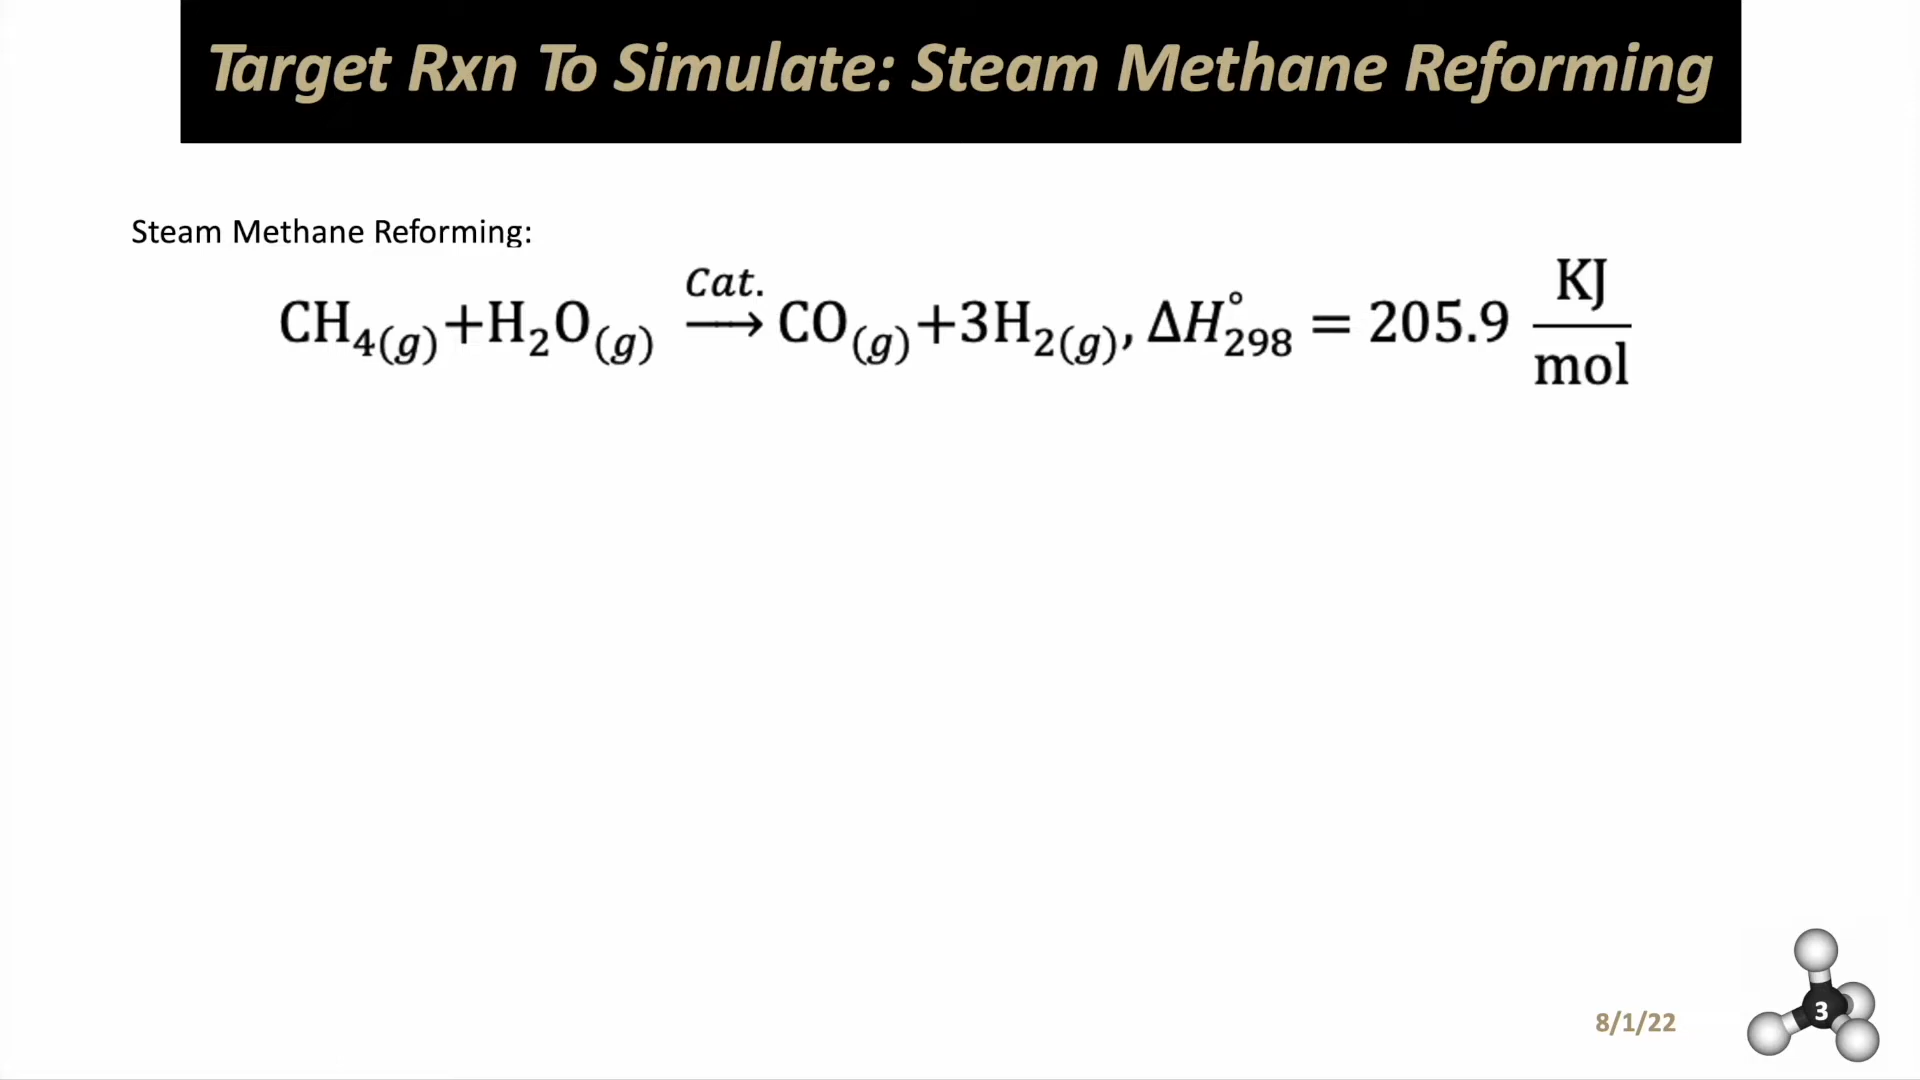 Target Rxn To Simulate: Steam Methane Reforming
Steam Methane Reforming:
CH₄₍g₎+H₂O₍g₎ \xrightarrow{Cat.} CO₍g₎+3H₂₍g₎, ΔH°₂₉₈ = 205.9 KJ/mol
8/1/22
3